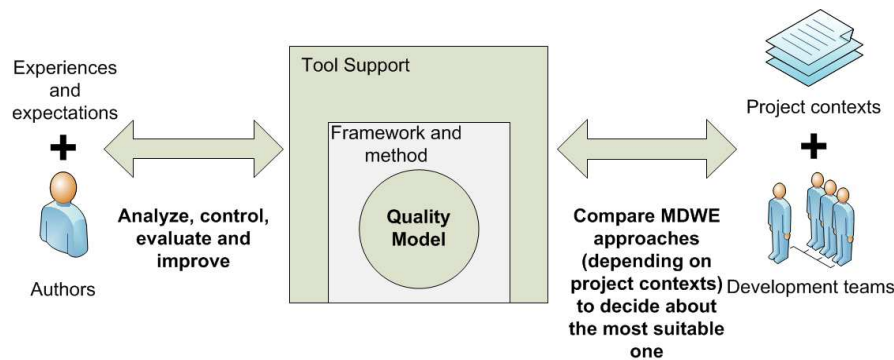 Experiences
and
expectations
Authors
Analyze, control,
evaluate and
improve
Tool Support
Framework and
method
Quality
Model
Compare MDWE
approaches
(depending on
project contexts)
to decide about
the most suitable
one
Project contexts
Development teams